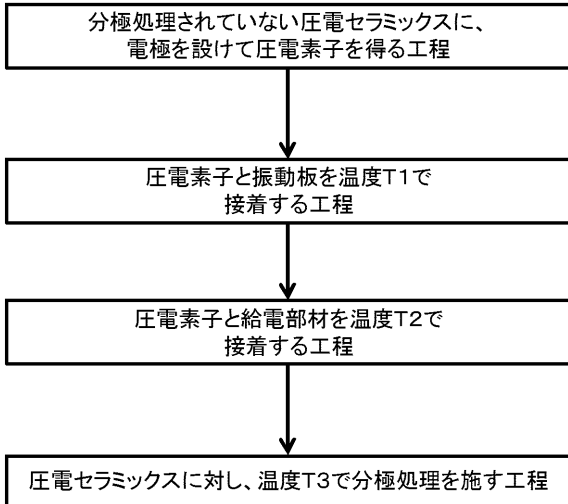 分極処理されていない圧電セラミックスに、
電極を設けて圧電素子を得る工程
圧電素子と振動板を温度T1で
接着する工程
圧電素子と給電部材を温度T2で
接着する工程
圧電セラミックスに対し、温度T3で分極処理を施す工程